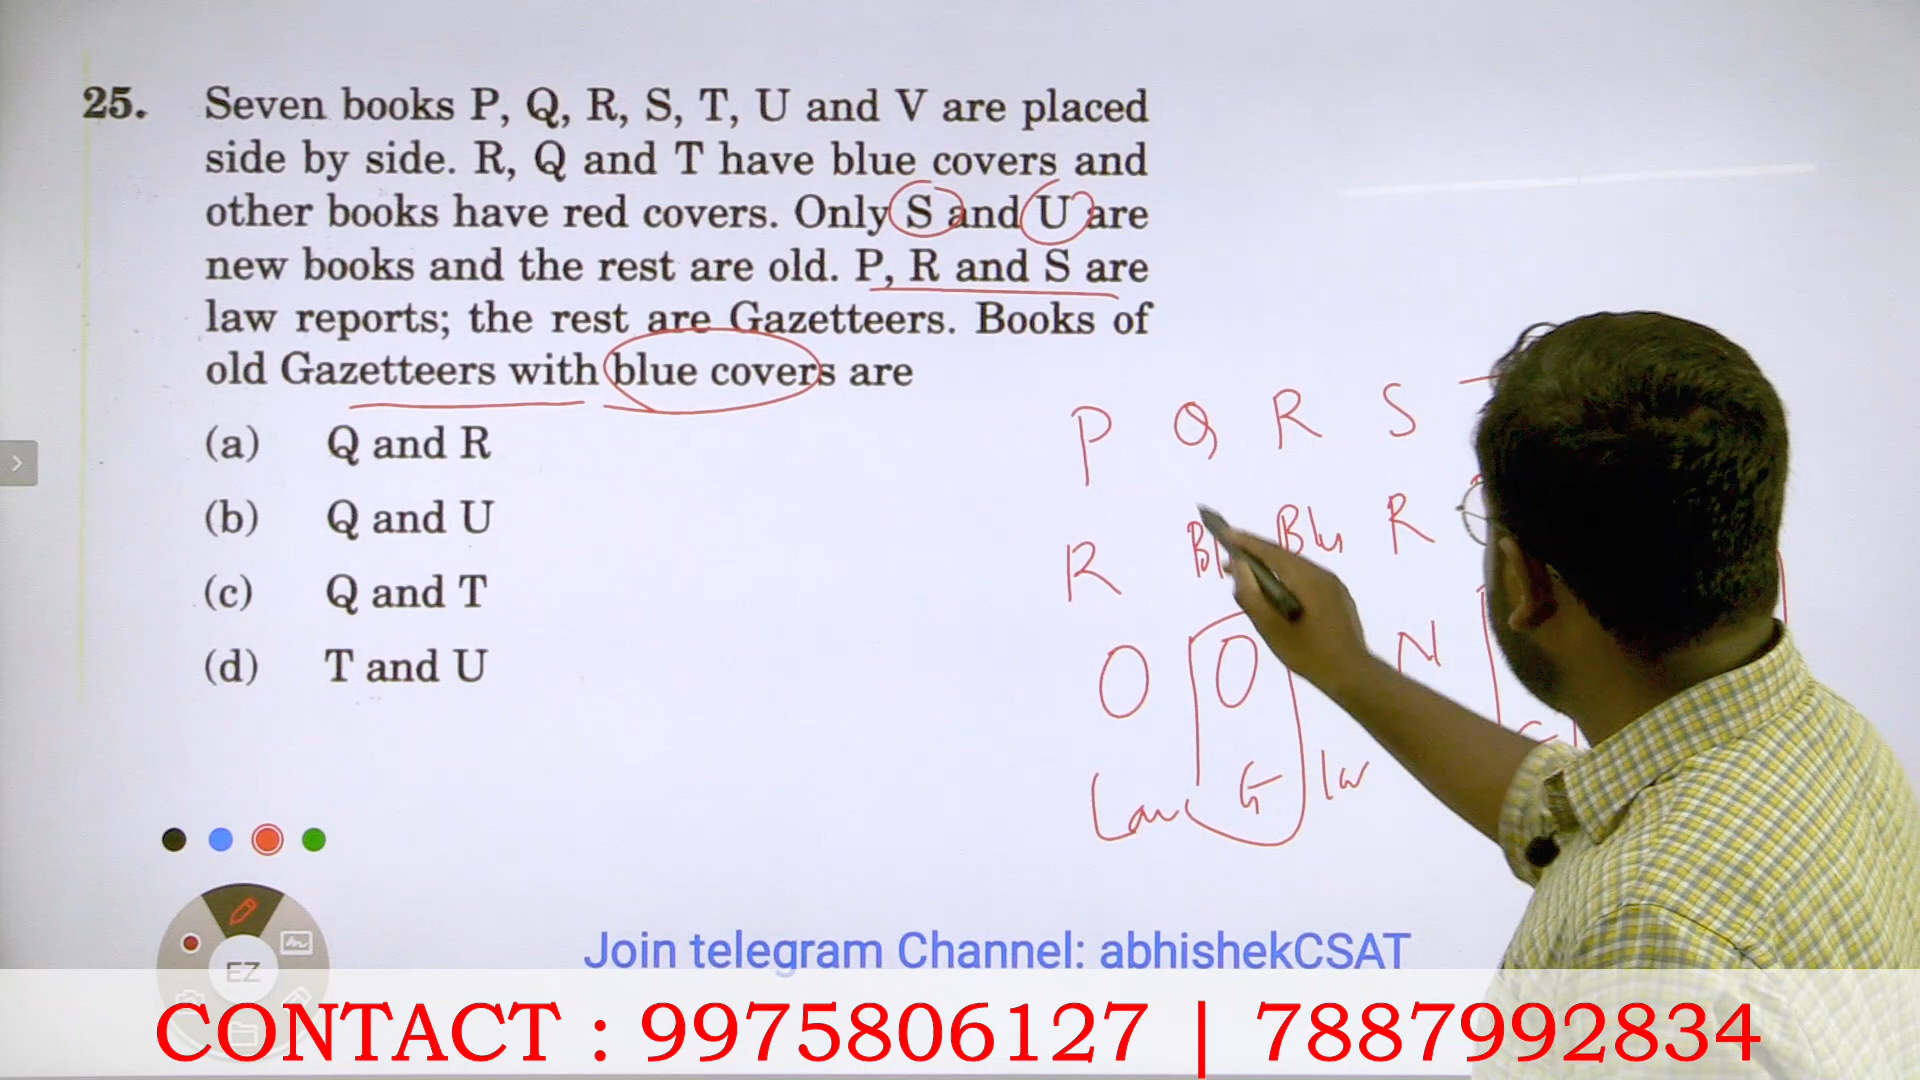 25. Seven books P, Q, R, S, T, U and V are placed
side by side. R, Q and T have blue covers and
other books have red covers. Only S and U are
new books and the rest are old. P, R and S are
law reports; the rest are Gazetteers. Books of
old Gazetteers with blue covers are
(a) Q and R
(b) Q and U
(c) Q and T
(d) T and U
P Q R S
R Bl Blu R
O O N
Law G lw
EZ
Join telegram Channel: abhishekCSAT
CONTACT : 9975806127 | 7887992834